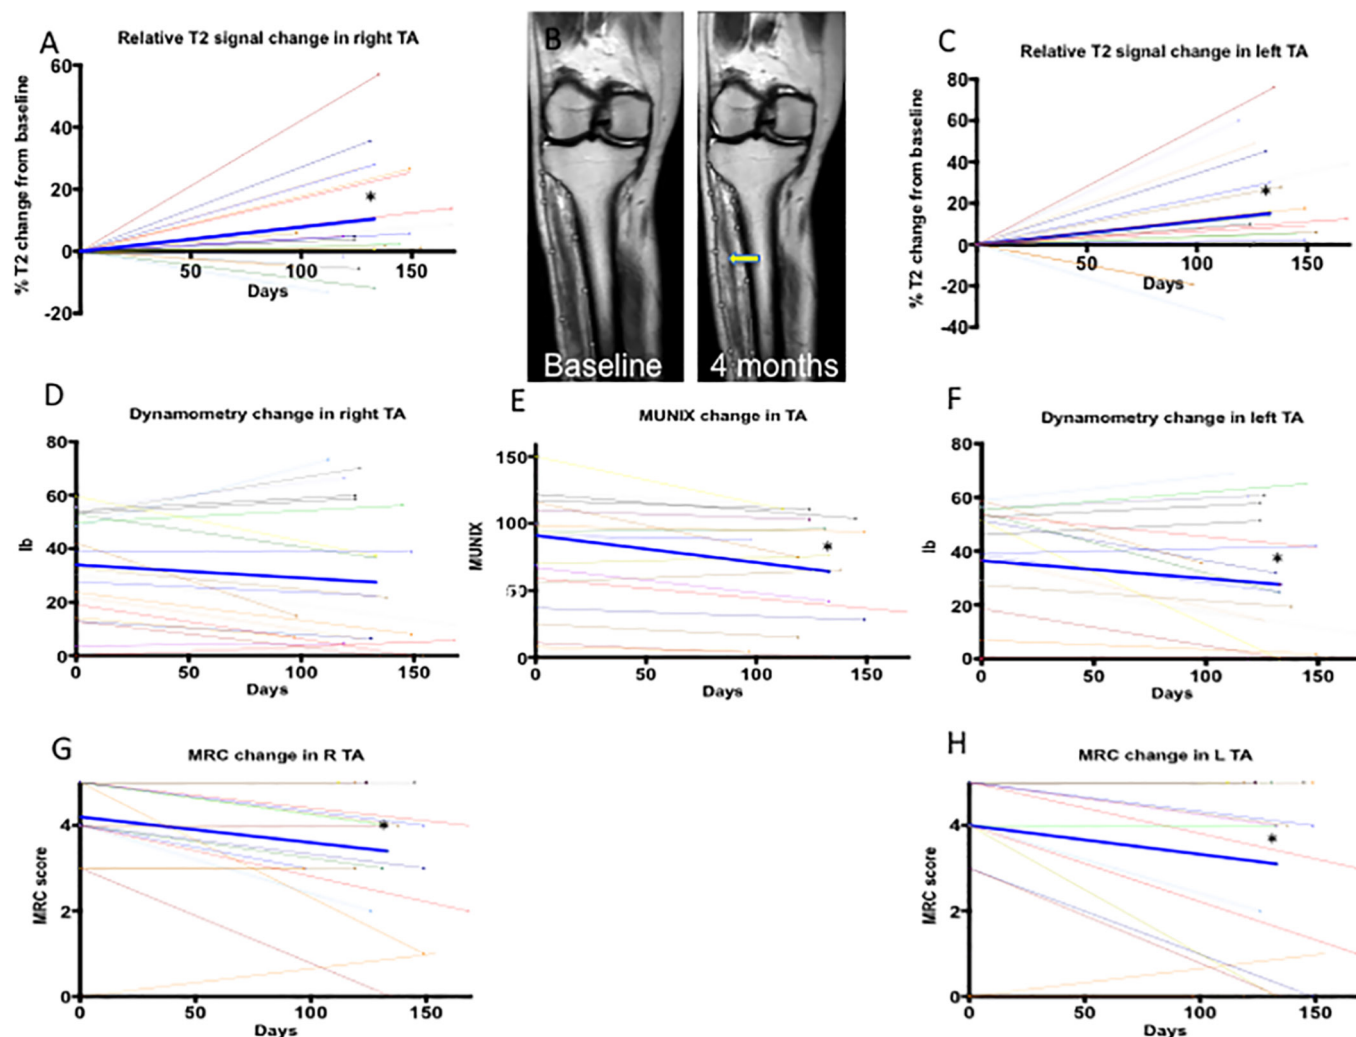 A
Relative T2 signal change in right TA
% T2 change from baseline
60
40
20
0
-20
50
100
150
Days
B
Baseline
4 months
C
Relative T2 signal change in left TA
% T2 change from baseline
80
60
40
20
0
-20
-40
50
100
150
Days
D
Dynamometry change in right TA
lb
80
60
40
20
0
0
50
100
150
Days
E
MUNIX change in TA
MUNIX
150
100
50
0
0
50
100
150
Days
F
Dynamometry change in left TA
lb
80
60
40
20
0
0
50
100
150
Days
G
MRC change in R TA
MRC score
4
2
0
0
50
100
150
Days
H
MRC change in L TA
MRC score
4
2
0
0
50
100
150
Days